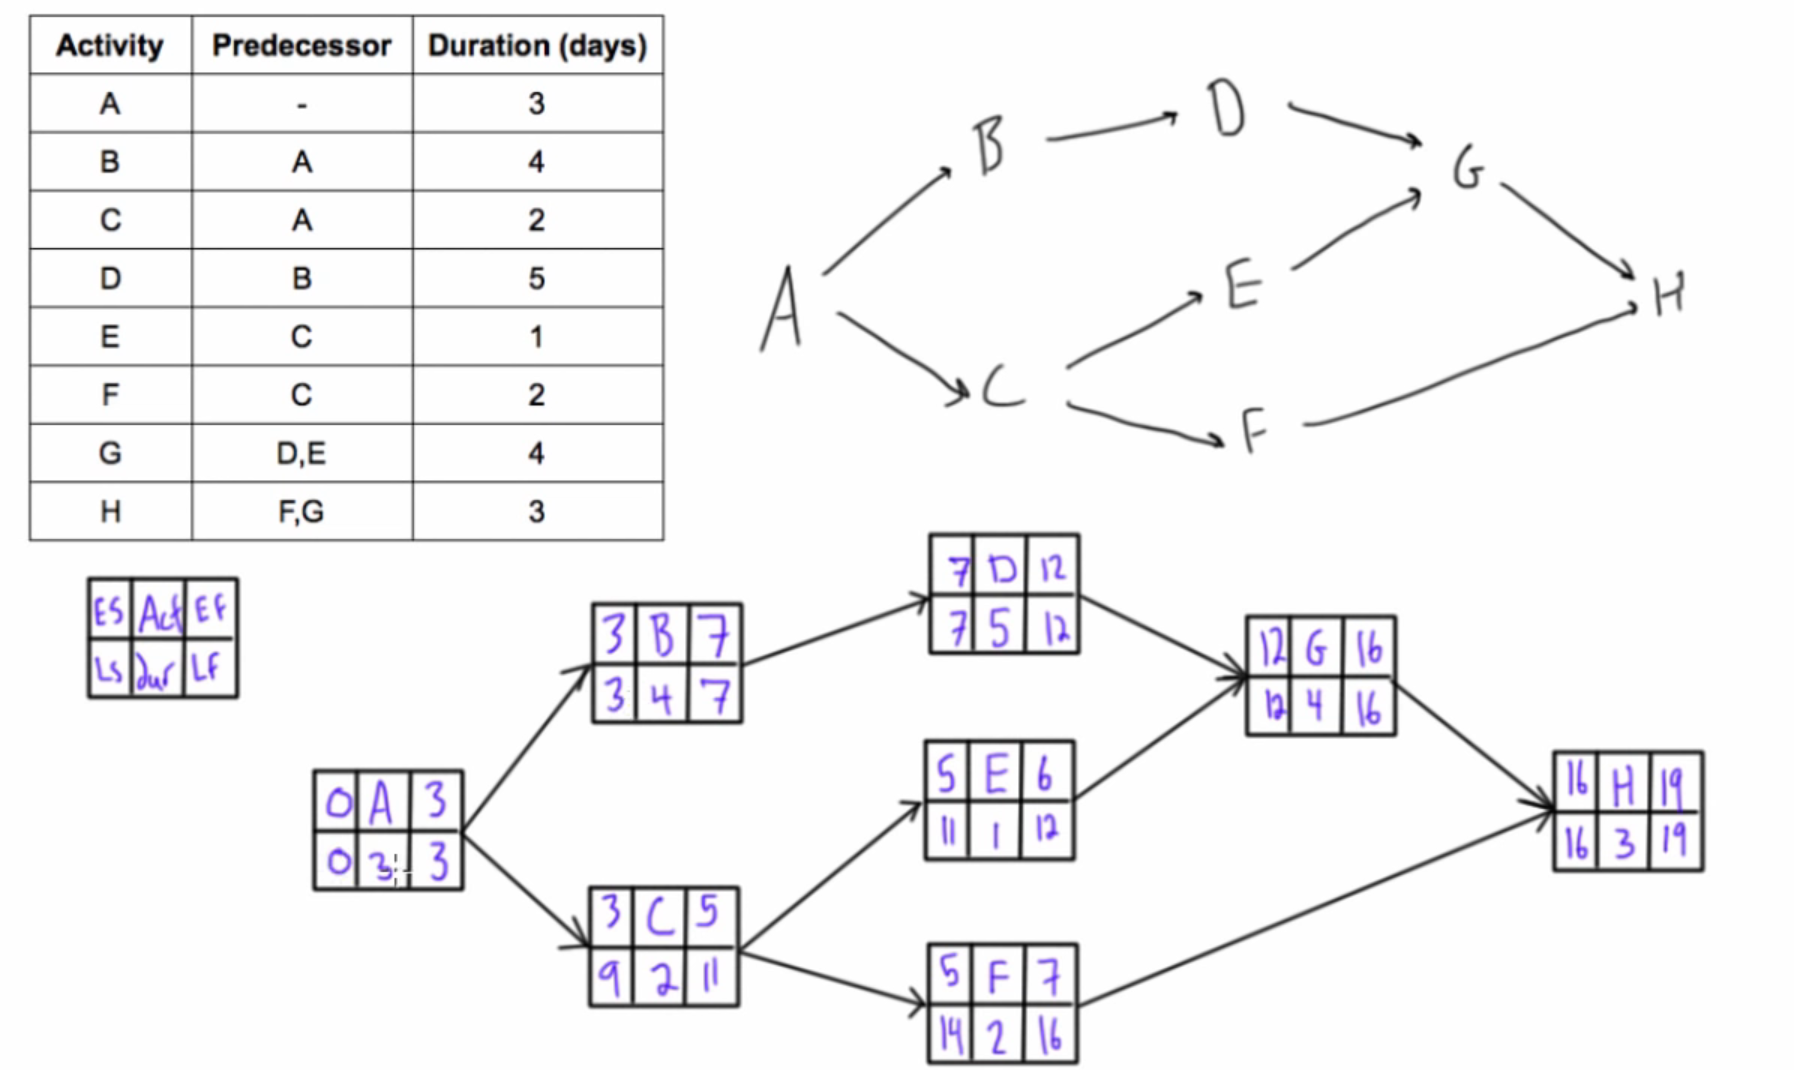 Activity Predecessor Duration (days)
A - 3
B A 4
C A 2
D B 5
E C 1
F C 2
G D,E 4
H F,G 3
A
B
D
G
C
E
F
H
ES Act EF
LS dur LF
0 A 3
0 3 3
3 B 7
3 4 7
3 C 5
9 2 11
7 D 12
7 5 12
5 E 6
11 1 12
5 F 7
14 2 16
12 G 16
12 4 16
16 H 19
16 3 19